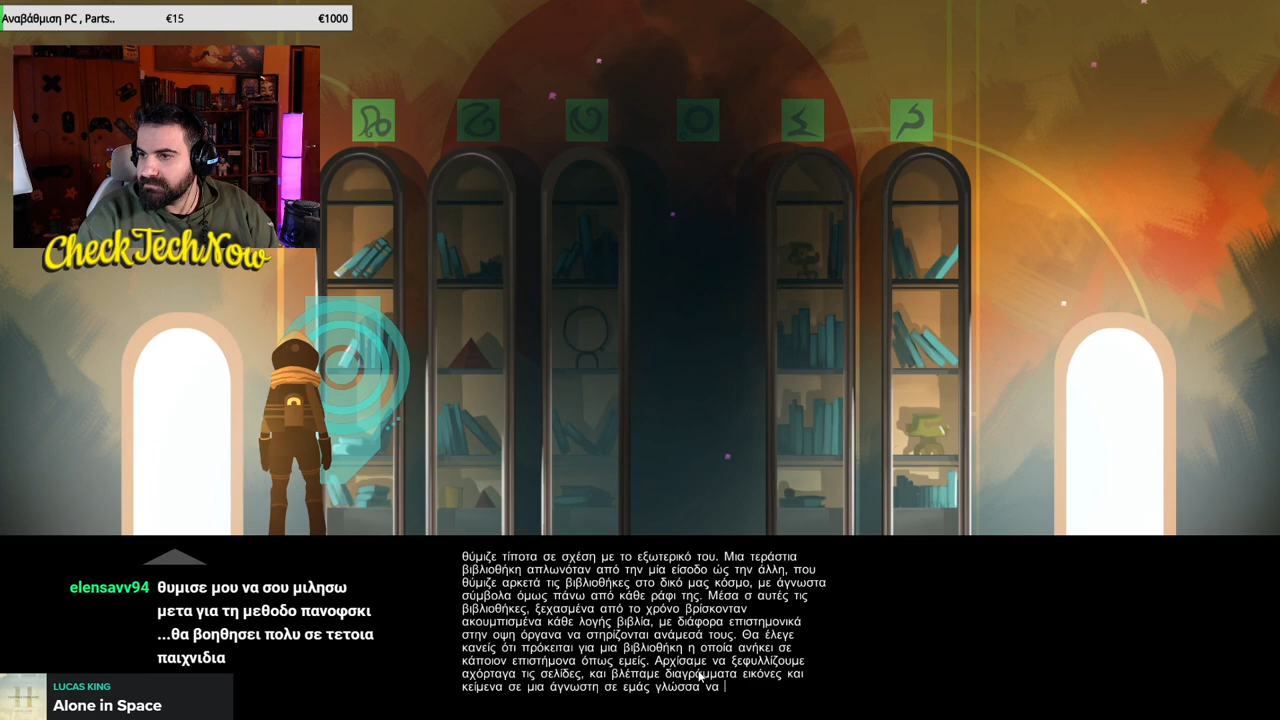 Αναβάθμιση PC , Parts.. €15 €1000
CheckTechNow
elensavv94 θυμισε μου να σου μιλησω
μετα για τη μεθοδο πανοφσκι
...θα βοηθησει πολυ σε τετοια
παιχνιδια
LUCAS KING
Alone in Space
θύμιζε τίποτα σε σχέση με το εξωτερικό του. Μια τεράστια
βιβλιοθήκη απλωνόταν από την μία είσοδο ώς την άλλη, που
θύμιζε αρκετά τις βιβλιοθήκες στο δικό μας κόσμο, με άγνωστα
σύμβολα όμως πάνω από κάθε ράφι της. Μέσα σ αυτές τις
βιβλιοθήκες, ξεχασμένα από το χρόνο βρίσκονταν
ακουμπισμένα κάθε λογής βιβλία, με διάφορα επιστημονικά
στην οψη όργανα να στηρίζονται ανάμεσά τους. Θα έλεγε
κανείς ότι πρόκειται για μια βιβλιοθήκη η οποία ανήκει σε
κάποιον επιστήμονα όπως εμείς. Αρχίσαμε να ξεφυλλίζουμε
αχόρταγα τις σελίδες, και βλέπαμε διαγράμματα εικόνες και
κείμενα σε μια άγνωστη σε εμάς γλώσσα να